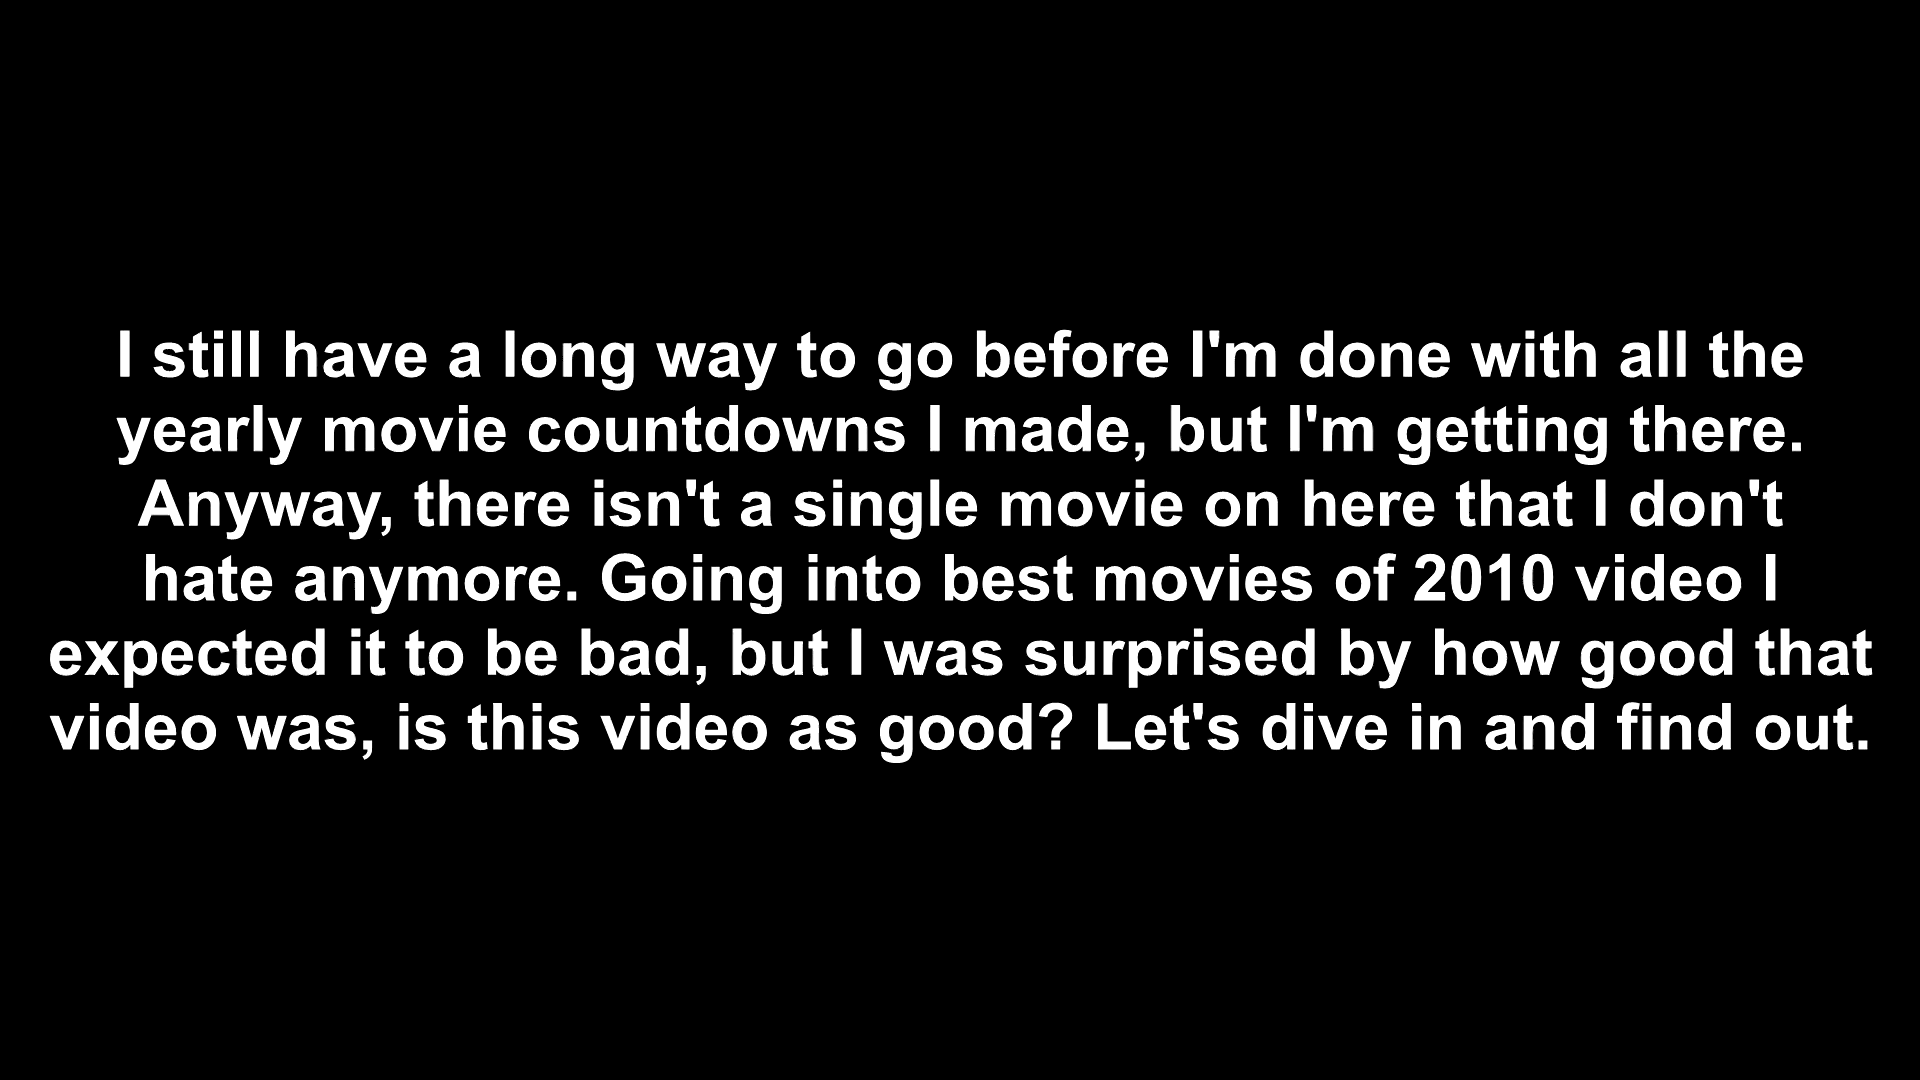 I still have a long way to go before I'm done with all the
yearly movie countdowns I made, but I'm getting there.
Anyway, there isn't a single movie on here that I don't
hate anymore. Going into best movies of 2010 video I
expected it to be bad, but I was surprised by how good that
video was, is this video as good? Let's dive in and find out.